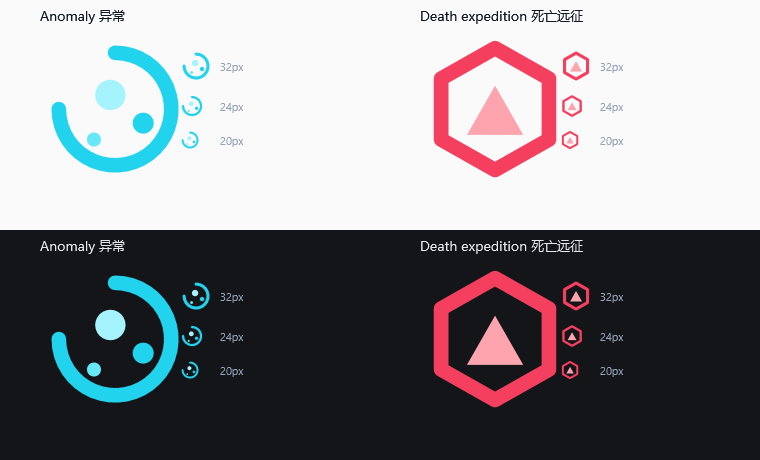 Anomaly 异常
32px
24px
20px
Death expedition 死亡远征
32px
24px
20px
Anomaly 异常
32px
24px
20px
Death expedition 死亡远征
32px
24px
20px